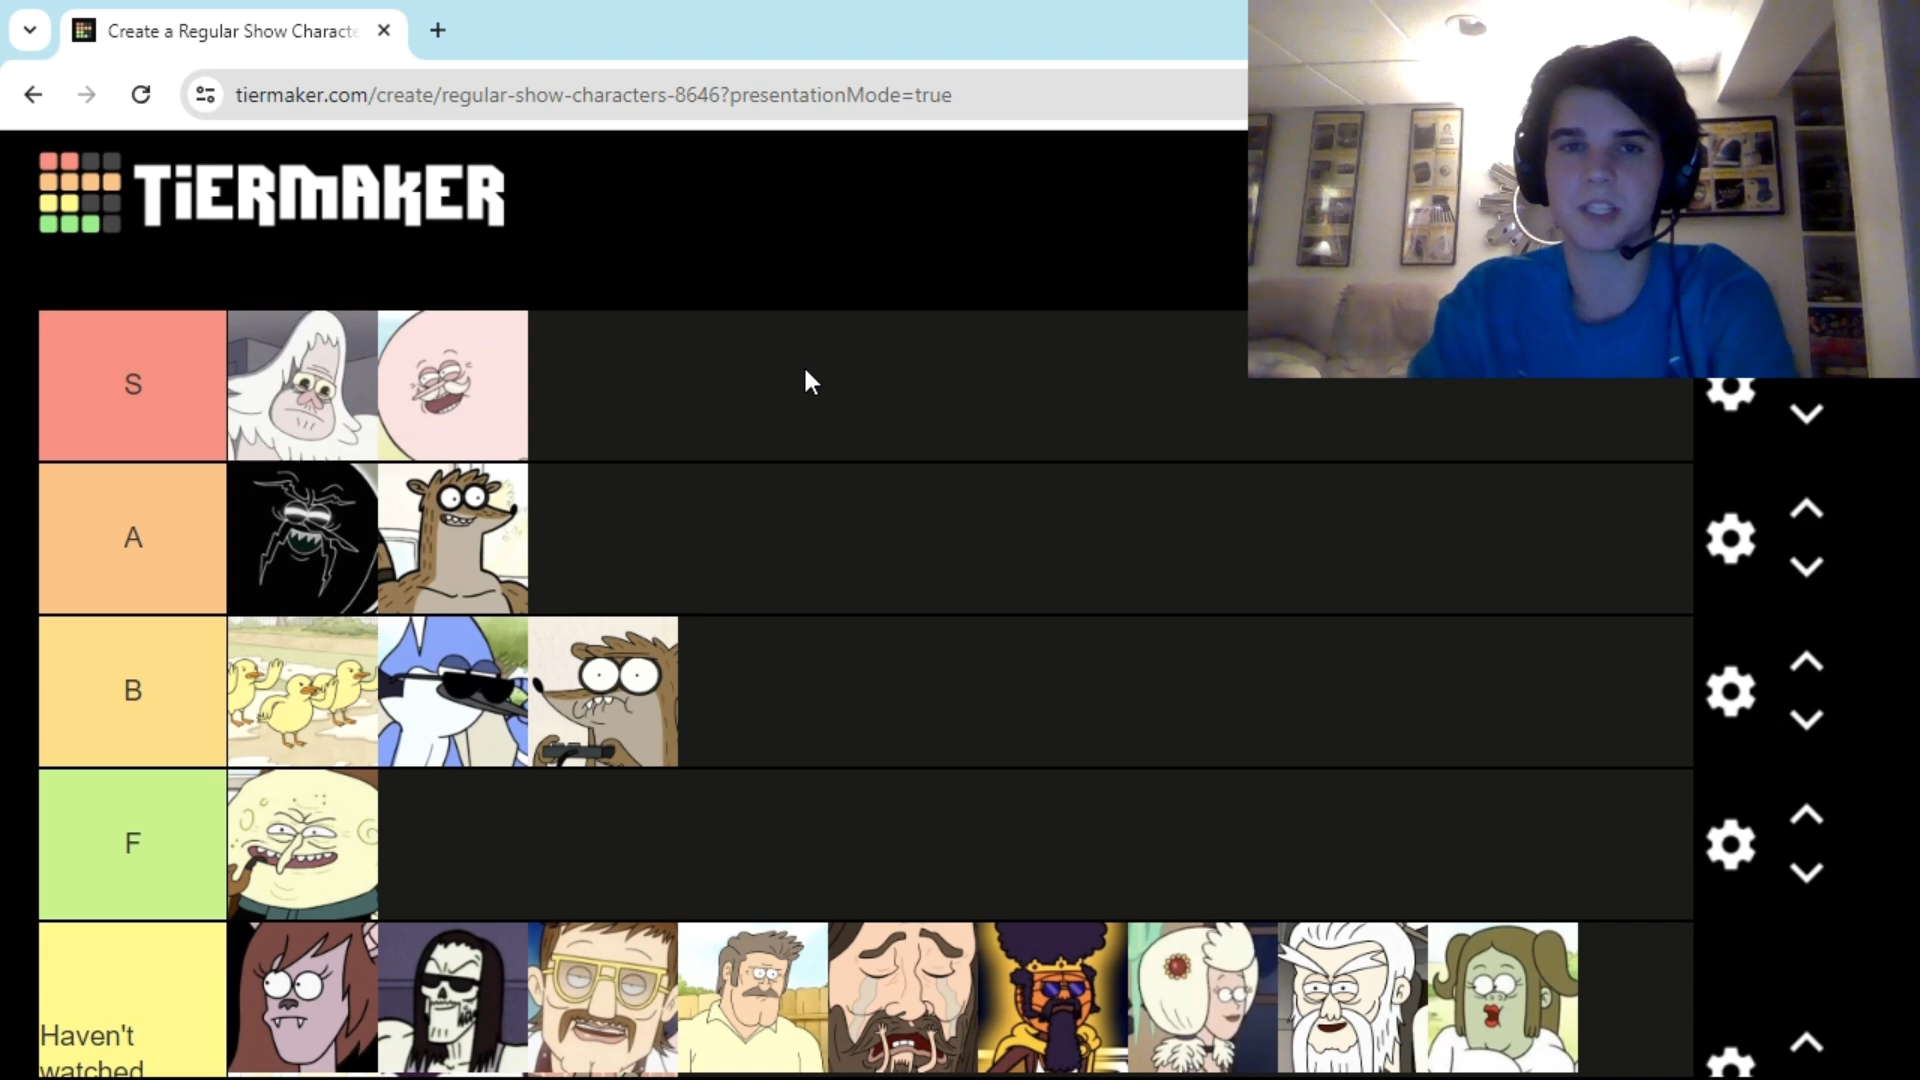 Create a Regular Show Characte
tiermaker.com/create/regular-show-characters-8646?presentationMode=true
TiERMAKER
S
A
B
F
Haven't
watched